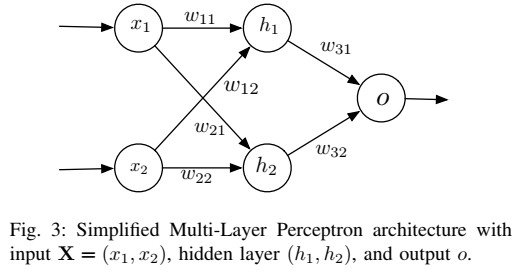 x₁
w₁₁
h₁
w₃₁
w₁₂
o
w₂₁
x₂
w₂₂
h₂
w₃₂
Fig. 3: Simplified Multi-Layer Perceptron architecture with
input X = (x₁, x₂), hidden layer (h₁, h₂), and output o.